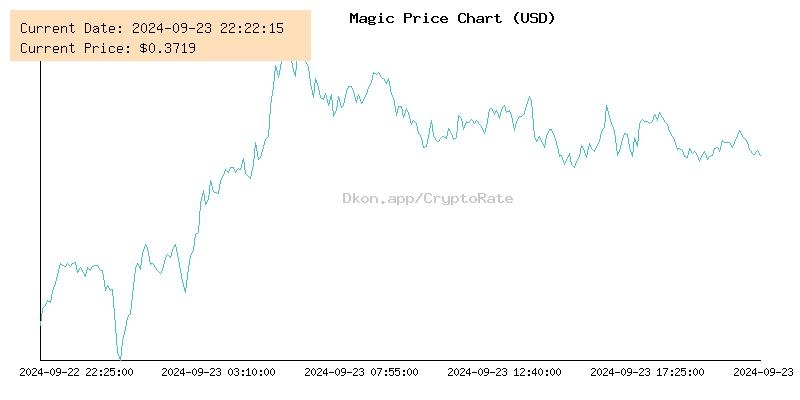 Magic Price Chart (USD)
Current Date: 2024-09-23 22:22:15
Current Price: $0.3719
Dkon.app/CryptoRate
2024-09-22 22:25:00 2024-09-23 03:10:00 2024-09-23 07:55:00 2024-09-23 12:40:00 2024-09-23 17:25:00 2024-09-23